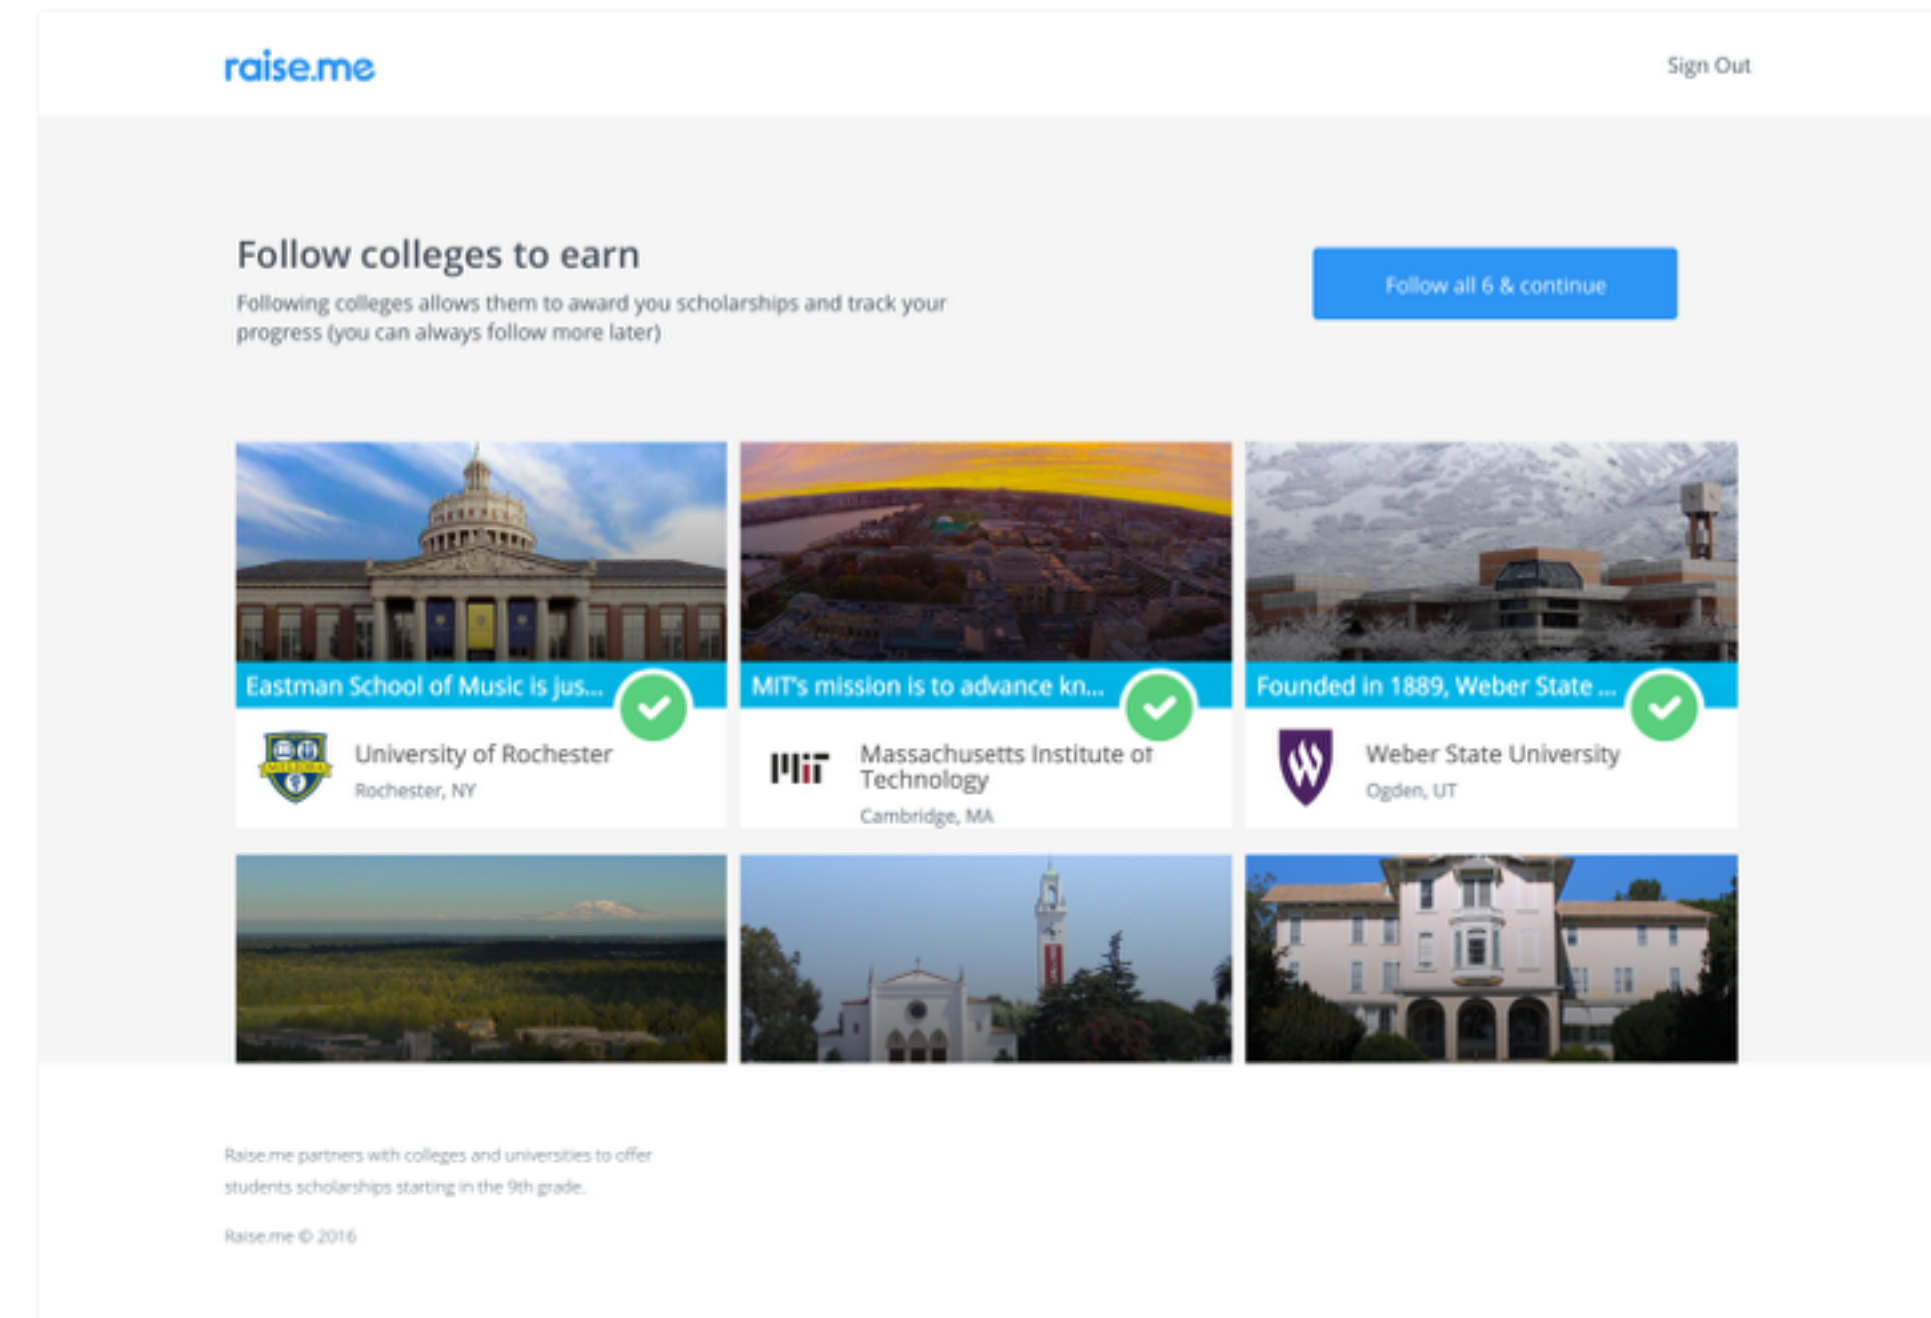 raise.me
Sign Out
Follow colleges to earn
Following colleges allows them to award you scholarships and track your
progress (you can always follow more later)
Follow all 6 & continue
Eastman School of Music is jus...
MIT's mission is to advance kn...
Founded in 1889, Weber State ...
MELIORA
University of Rochester
Rochester, NY
MIT
Massachusetts Institute of
Technology
Cambridge, MA
W
Weber State University
Ogden, UT
Raise.me partners with colleges and universities to offer
students scholarships starting in the 9th grade.
Raise.me © 2016